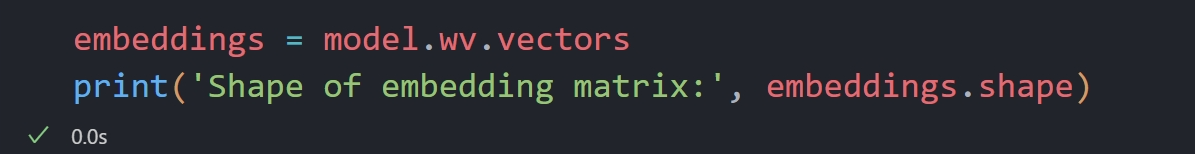 embeddings = model.wv.vectors
print('Shape of embedding matrix:', embeddings.shape)
✓ 0.0s